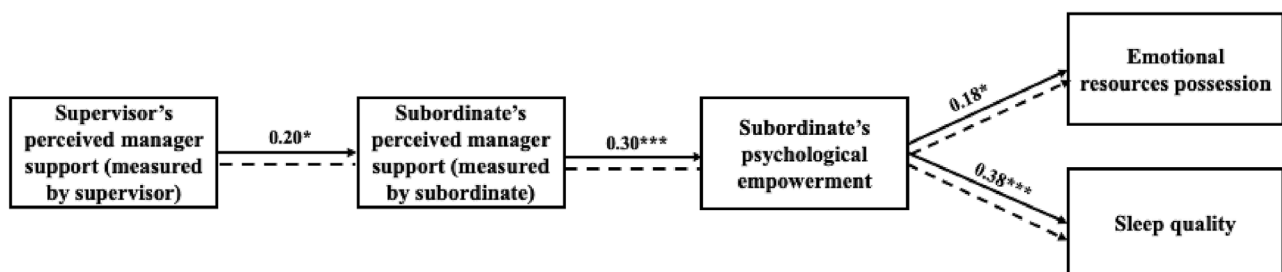 Supervisor's
perceived manager
support (measured
by supervisor)
0.20*
Subordinate's
perceived manager
support (measured
by subordinate)
0.30***
Subordinate's
psychological
empowerment
0.18*
Emotional
resources possession
0.38***
Sleep quality